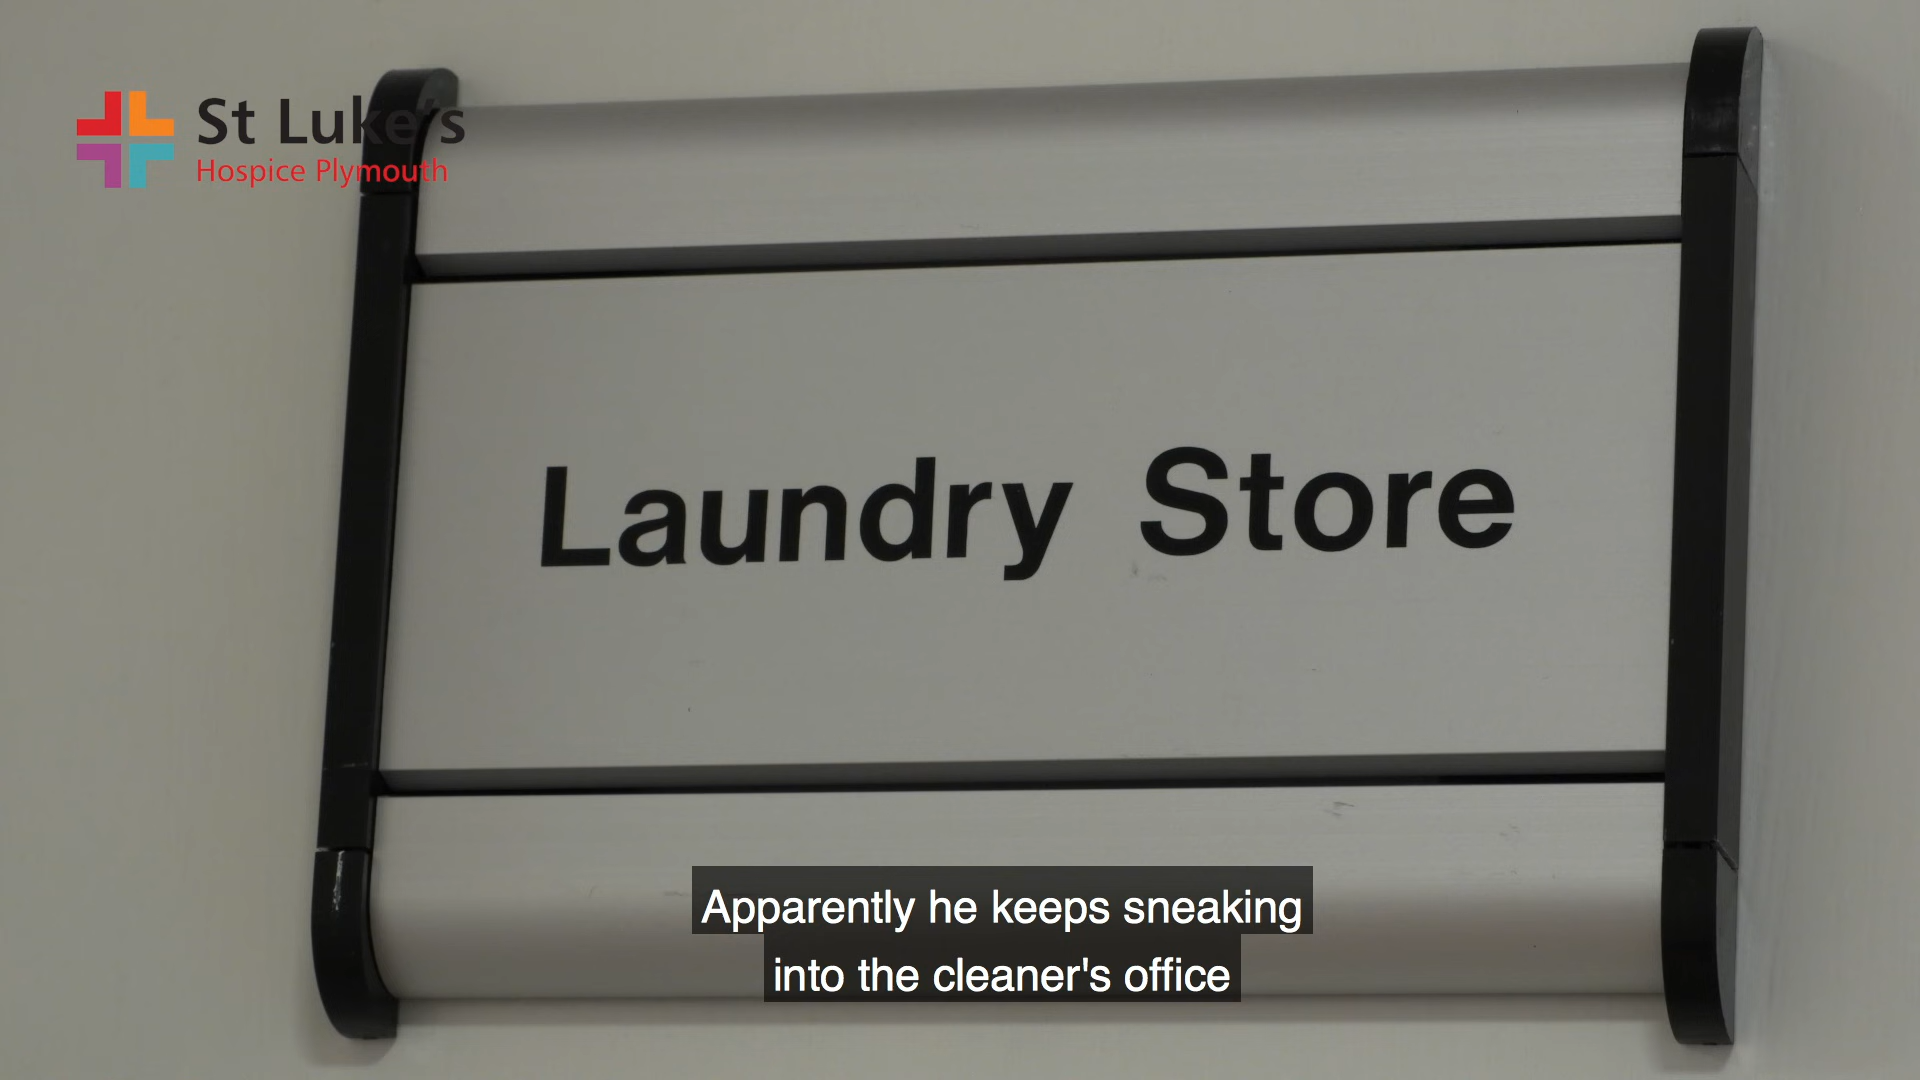 St Luke's
Hospice Plymouth
Laundry Store
Apparently he keeps sneaking
into the cleaner's office